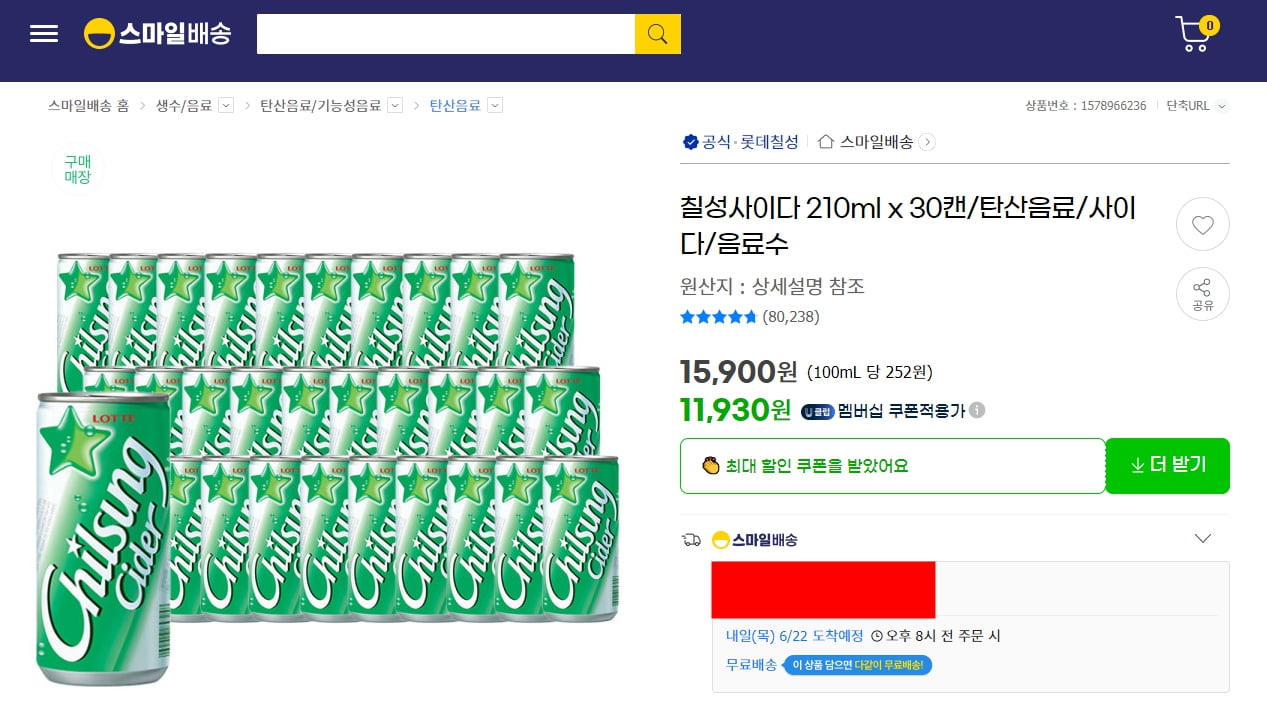 스마일배송
0
스마일배송 홈 > 생수/음료 > 탄산음료/기능성음료 > 탄산음료
상품번호 : 1578966236 단축URL
구매
매장
공식 · 롯데칠성 스마일배송
칠성사이다 210ml x 30캔/탄산음료/사이
다/음료수
원산지 : 상세설명 참조
(80,238)
공유
15,900원 (100mL 당 252원)
11,930원 U클럽 멤버십 쿠폰적용가
최대 할인 쿠폰을 받았어요
더 받기
스마일배송
내일(목) 6/22 도착예정 오후 8시 전 주문 시
무료배송 이 상품 담으면 다같이 무료배송!
LOTTE
Chilsung
Cider